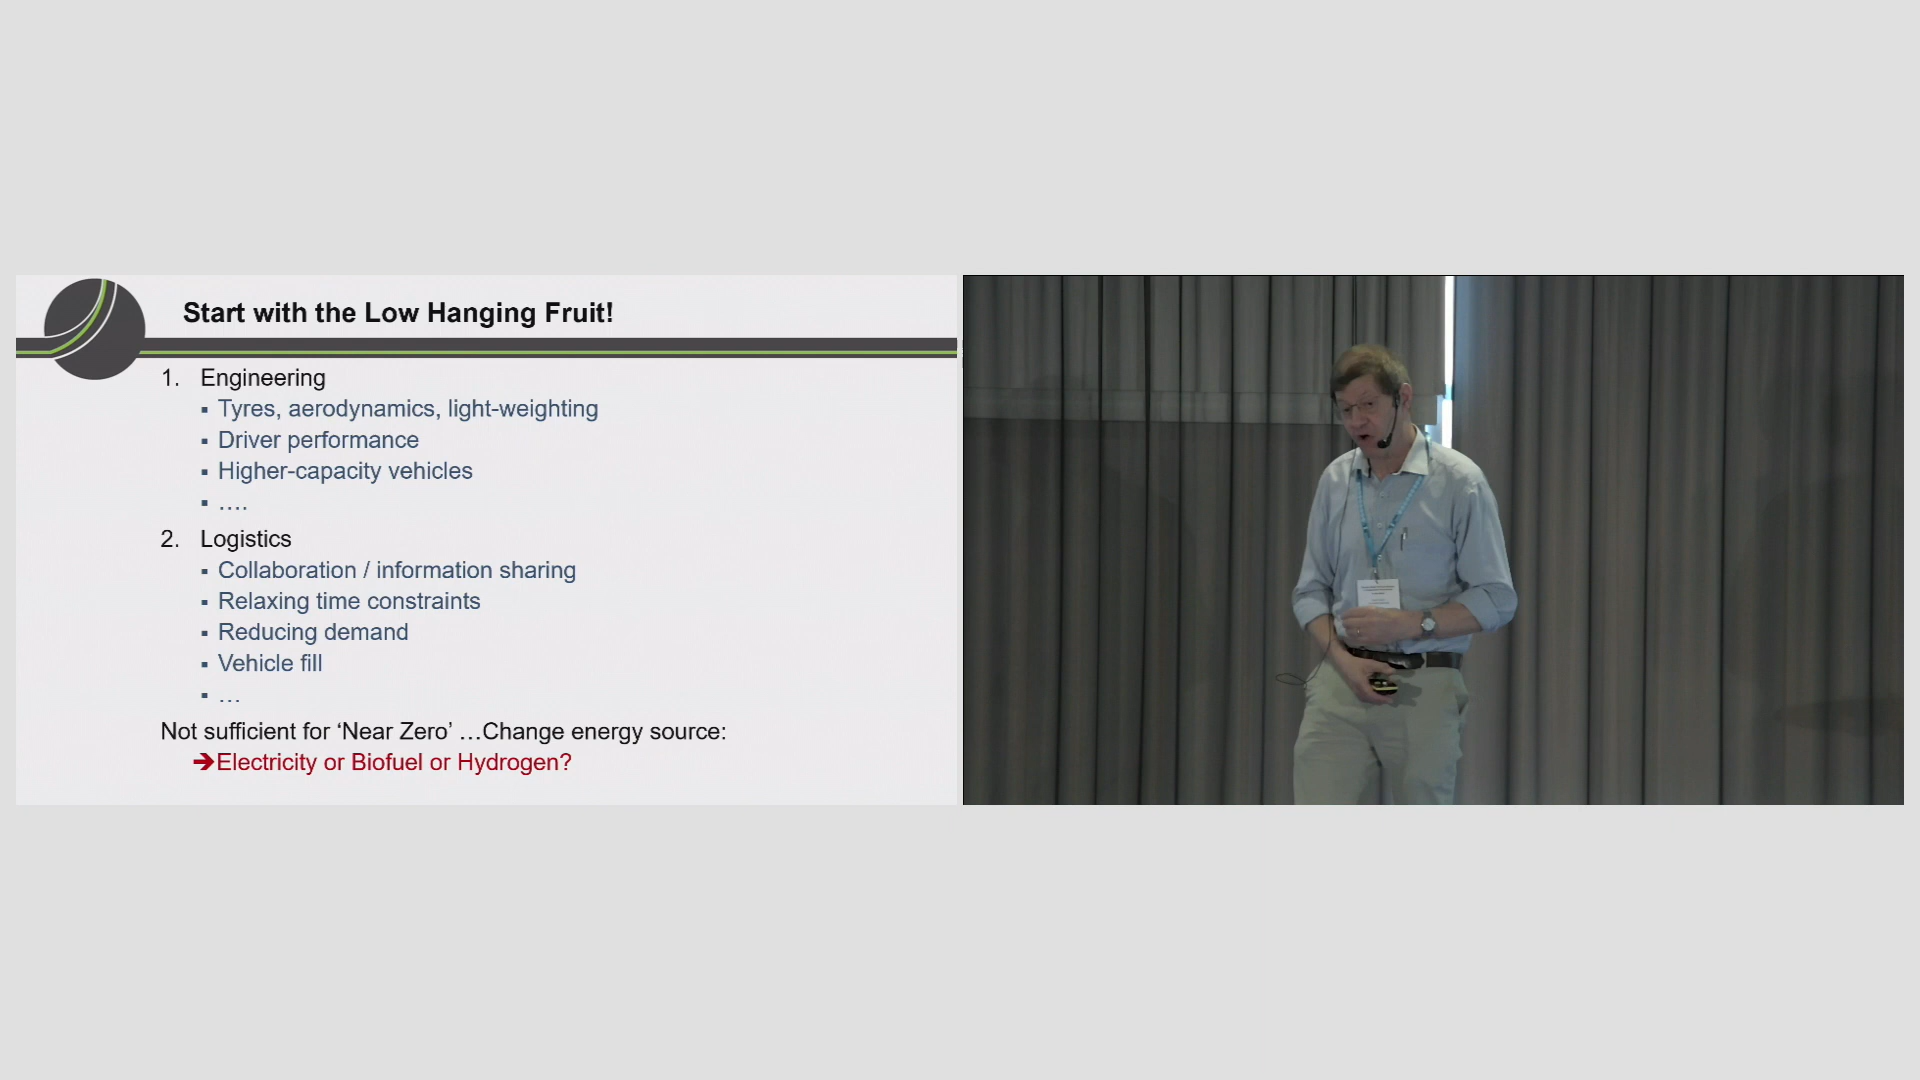 Start with the Low Hanging Fruit!
1. Engineering
▪ Tyres, aerodynamics, light-weighting
▪ Driver performance
▪ Higher-capacity vehicles
▪ ….
2. Logistics
▪ Collaboration / information sharing
▪ Relaxing time constraints
▪ Reducing demand
▪ Vehicle fill
▪ …
Not sufficient for ‘Near Zero’ …Change energy source:
➔Electricity or Biofuel or Hydrogen?